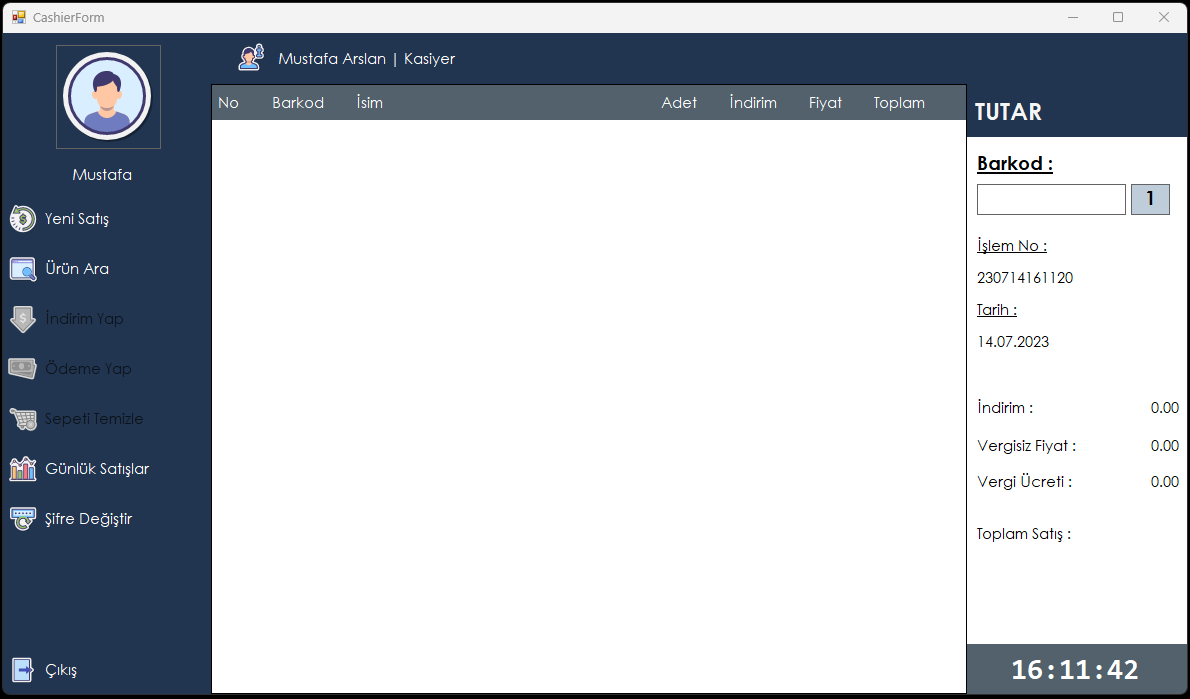 CashierForm
Mustafa Arslan | Kasiyer
Mustafa
Yeni Satış
Ürün Ara
İndirim Yap
Ödeme Yap
Sepeti Temizle
Günlük Satışlar
Şifre Değiştir
Çıkış
No Barkod İsim Adet İndirim Fiyat Toplam
TUTAR
Barkod :
1
İşlem No :
230714161120
Tarih :
14.07.2023
İndirim : 0.00
Vergisiz Fiyat : 0.00
Vergi Ücreti : 0.00
Toplam Satış :
16:11:42